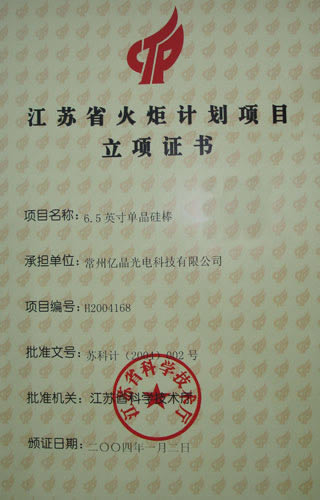 江苏省火炬计划项目
立项证书
项目名称: 6.5英寸单晶硅棒
承担单位: 常州亿晶光电科技有限公司
项目编号: H2004168
批准文号: 苏科计（2004）002号
批准机关: 江苏省科学技术厅
颁证日期: 二〇〇四年一月二日
江苏省科学技术厅